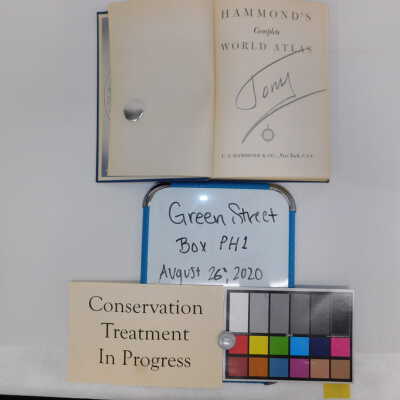 HAMMOND'S
Complete
WORLD ATLAS
Tony
C. S. HAMMOND & CO., New York, N.Y.
Green Street
Box PH1
August 26, 2020
Conservation
Treatment
In Progress